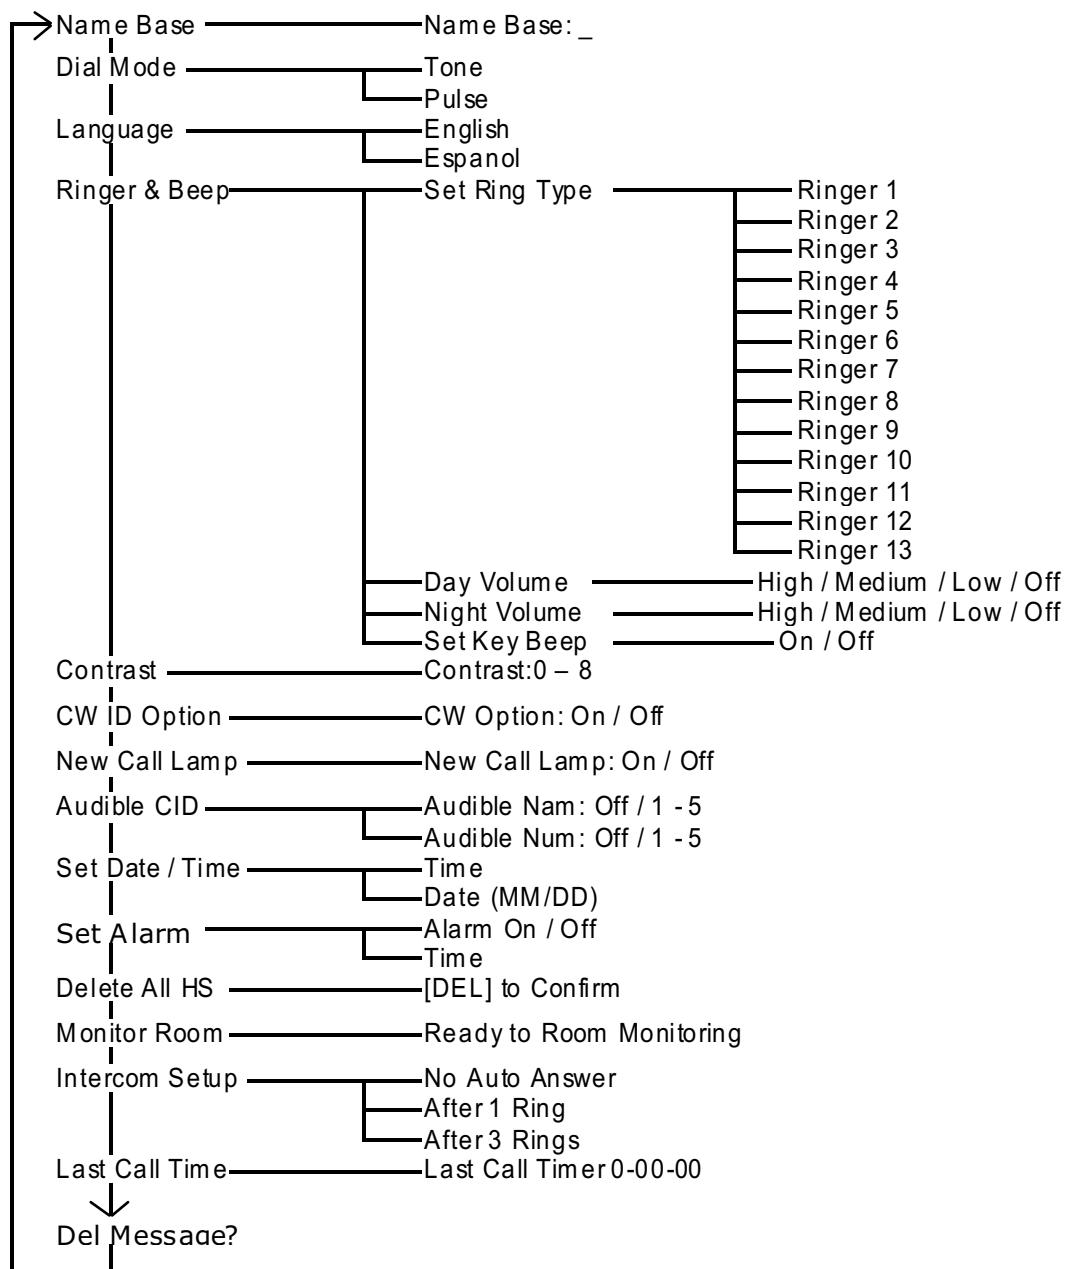 Name Base Name Base: _
Dial Mode Tone
Pulse
Language English
Espanol
Ringer & Beep Set Ring Type Ringer 1
Ringer 2
Ringer 3
Ringer 4
Ringer 5
Ringer 6
Ringer 7
Ringer 8
Ringer 9
Ringer 10
Ringer 11
Ringer 12
Ringer 13
Day Volume High / Medium / Low / Off
Night Volume High / Medium / Low / Off
Set Key Beep On / Off
Contrast Contrast:0 – 8
CW ID Option CW Option: On / Off
New Call Lamp New Call Lamp: On / Off
Audible CID Audible Nam: Off / 1 - 5
Audible Num: Off / 1 - 5
Set Date / Time Time
Date (MM/DD)
Set Alarm Alarm On / Off
Time
Delete All HS [DEL] to Confirm
Monitor Room Ready to Room Monitoring
Intercom Setup No Auto Answer
After 1 Ring
After 3 Rings
Last Call Time Last Call Timer 0-00-00
Del Message?